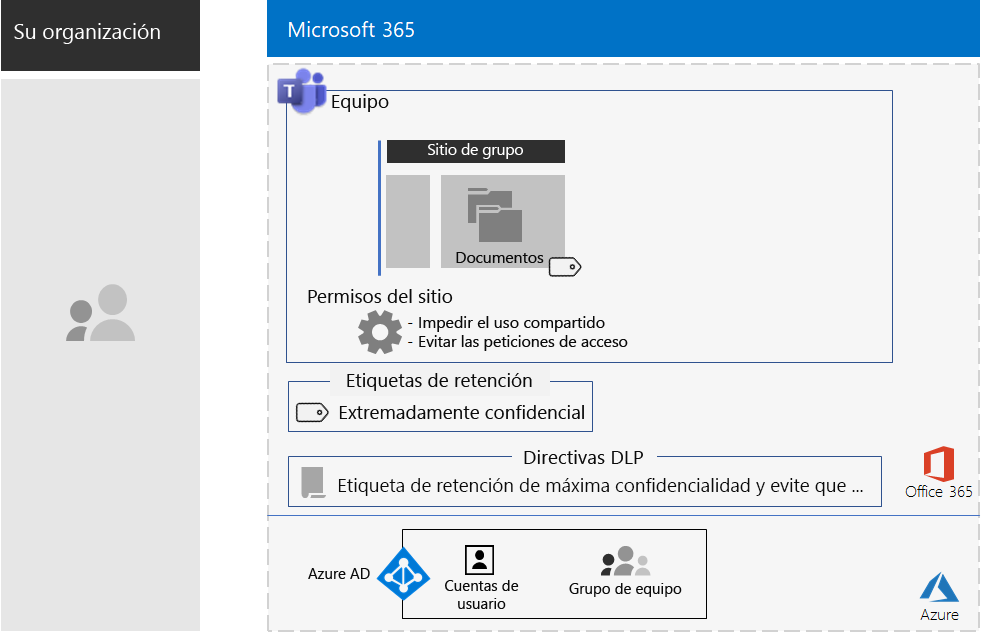 Su organización
Microsoft 365
T
Equipo
Sitio de grupo
Documentos
Permisos del sitio
- Impedir el uso compartido
- Evitar las peticiones de acceso
Etiquetas de retención
Extremadamente confidencial
Directivas DLP
Etiqueta de retención de máxima confidencialidad y evite que ...
Office 365
Azure AD
Cuentas de
usuario
Grupo de equipo
Azure